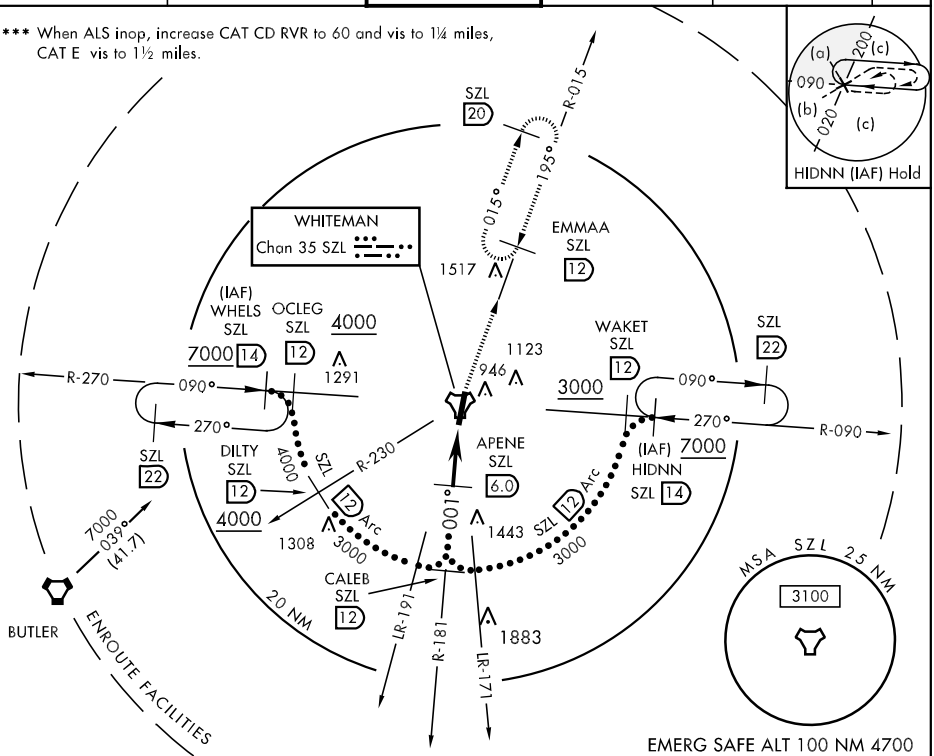 *** When ALS inop, increase CAT CD RVR to 60 and vis to 1¼ miles,
CAT E vis to 1½ miles.
(a)
200
(c)
090
(b)
020
(c)
HIDNN (IAF) Hold
SZL
20
R-015
015°
195°
WHITEMAN
Chan 35 SZL
EMMAA
SZL
12
1517
(IAF)
WHELS
SZL
7000 14
OCLEG
SZL
12
4000
1291
WAKET
SZL
12
SZL
22
1123
946
3000
R-270
090°
270°
090°
270°
R-090
(IAF) 7000
HIDNN
SZL 14
SZL
22
DILTY
SZL
12
4000
4000
SZL
12 Arc
3000
R-230
APENE
SZL
6.0
001°
1443
SZL 12 Arc
3000
1308
7000
039°
(41.7)
CALEB
SZL
12
20 NM
LR-191
R-181
LR-171
1883
BUTLER
ENROUTE FACILITIES
MSA SZL 25 NM
3100
EMERG SAFE ALT 100 NM 4700